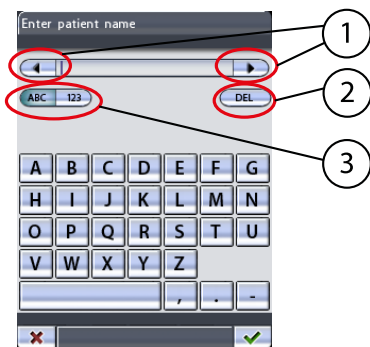 Enter patient name
1
ABC 123 DEL
2
3
A B C D E F G
H I J K L M N
O P Q R S T U
V W X Y Z
, . -